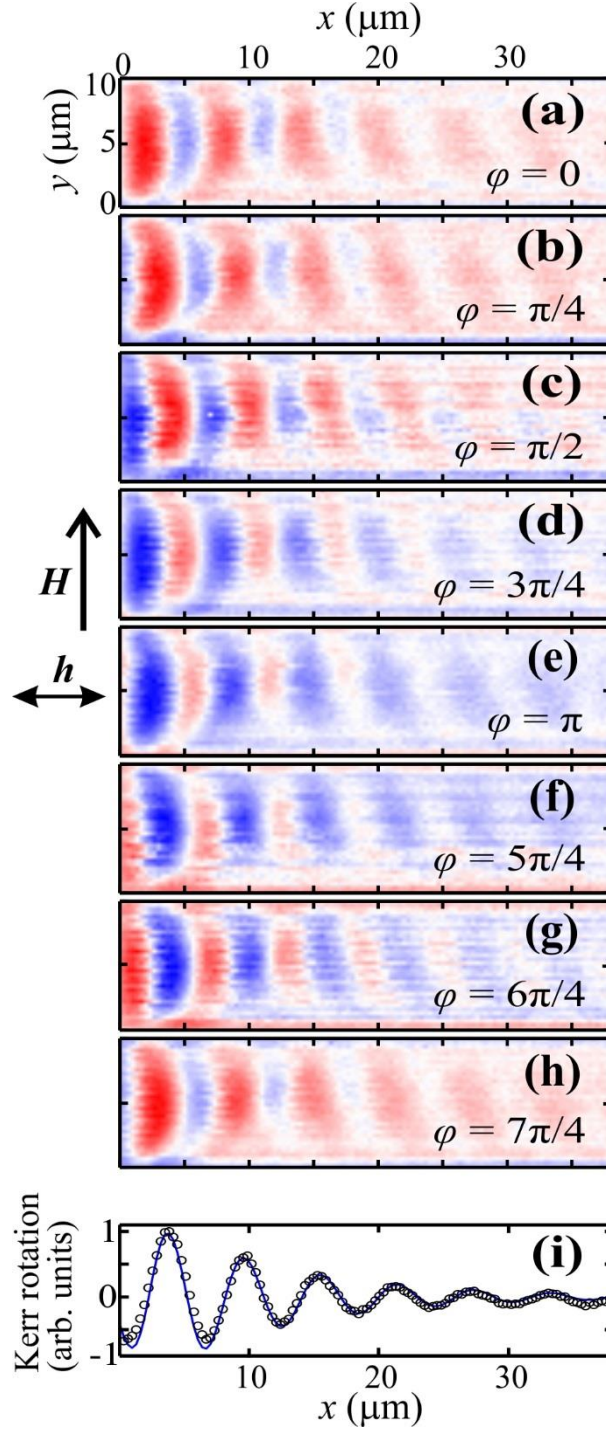 x (μm)
0 10 20 30
y (μm)
10
5
0
(a)
φ = 0
(b)
φ = π/4
(c)
φ = π/2
H
(d)
φ = 3π/4
h
(e)
φ = π
(f)
φ = 5π/4
(g)
φ = 6π/4
(h)
φ = 7π/4
Kerr rotation
(arb. units)
1
0
-1
(i)
10 20 30
x (μm)